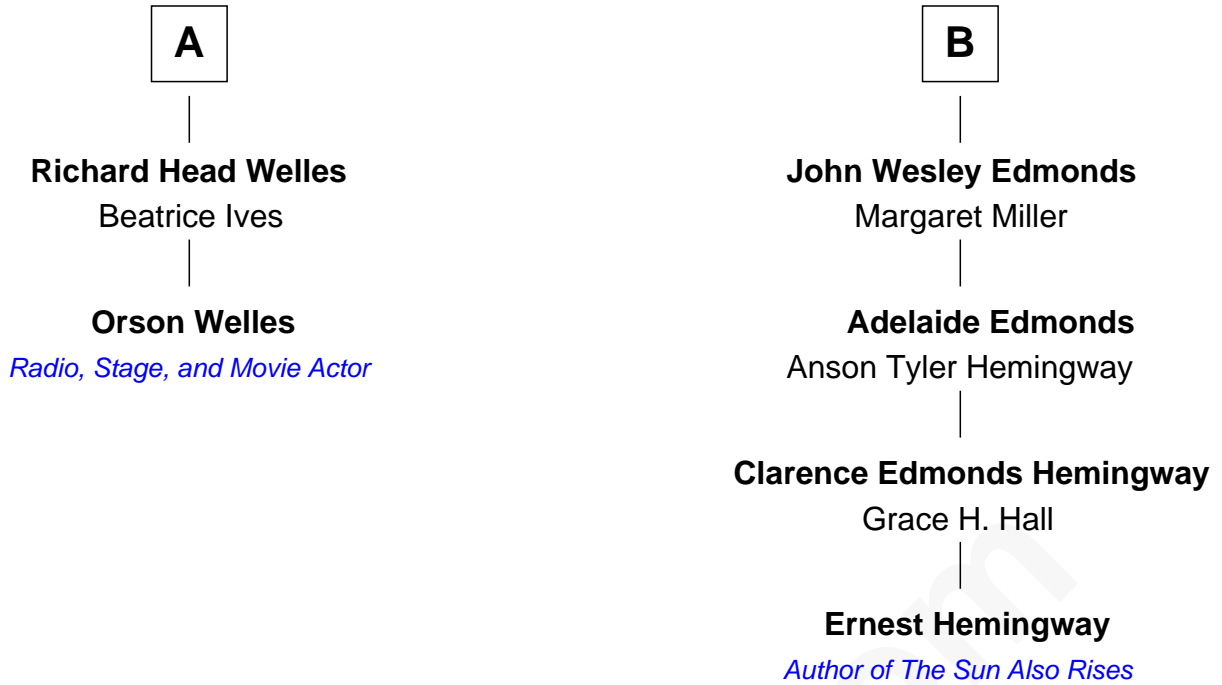 A
Richard Head Welles
Beatrice Ives
Orson Welles
Radio, Stage, and Movie Actor
B
John Wesley Edmonds
Margaret Miller
Adelaide Edmonds
Anson Tyler Hemingway
Clarence Edmonds Hemingway
Grace H. Hall
Ernest Hemingway
Author of The Sun Also Rises